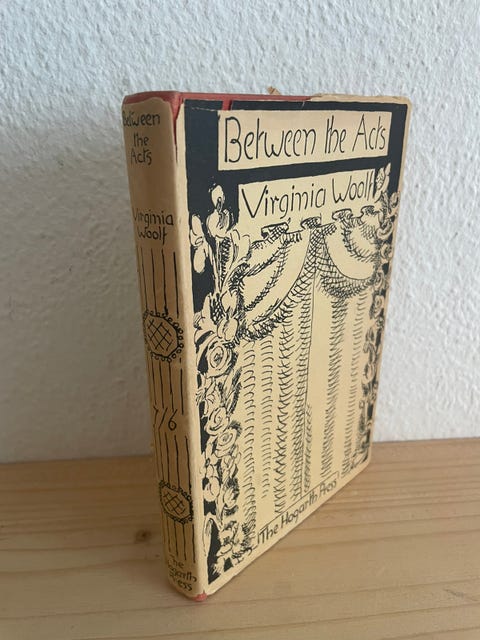 Between the Acts
Virginia Woolf
The Hogarth Press
Between
the
Acts
Virginia
Woolf
7/6
The
Hogarth
Press